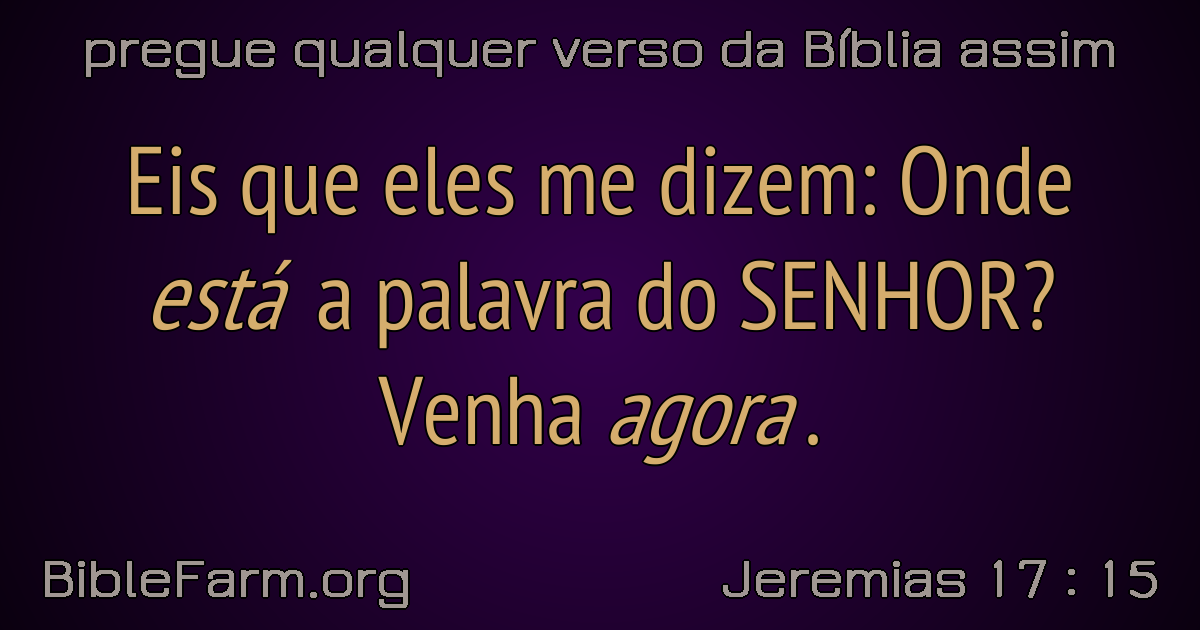 pregue qualquer verso da Bíblia assim
Eis que eles me dizem: Onde
está a palavra do SENHOR?
Venha agora.
BibleFarm.org
Jeremias 17 : 15